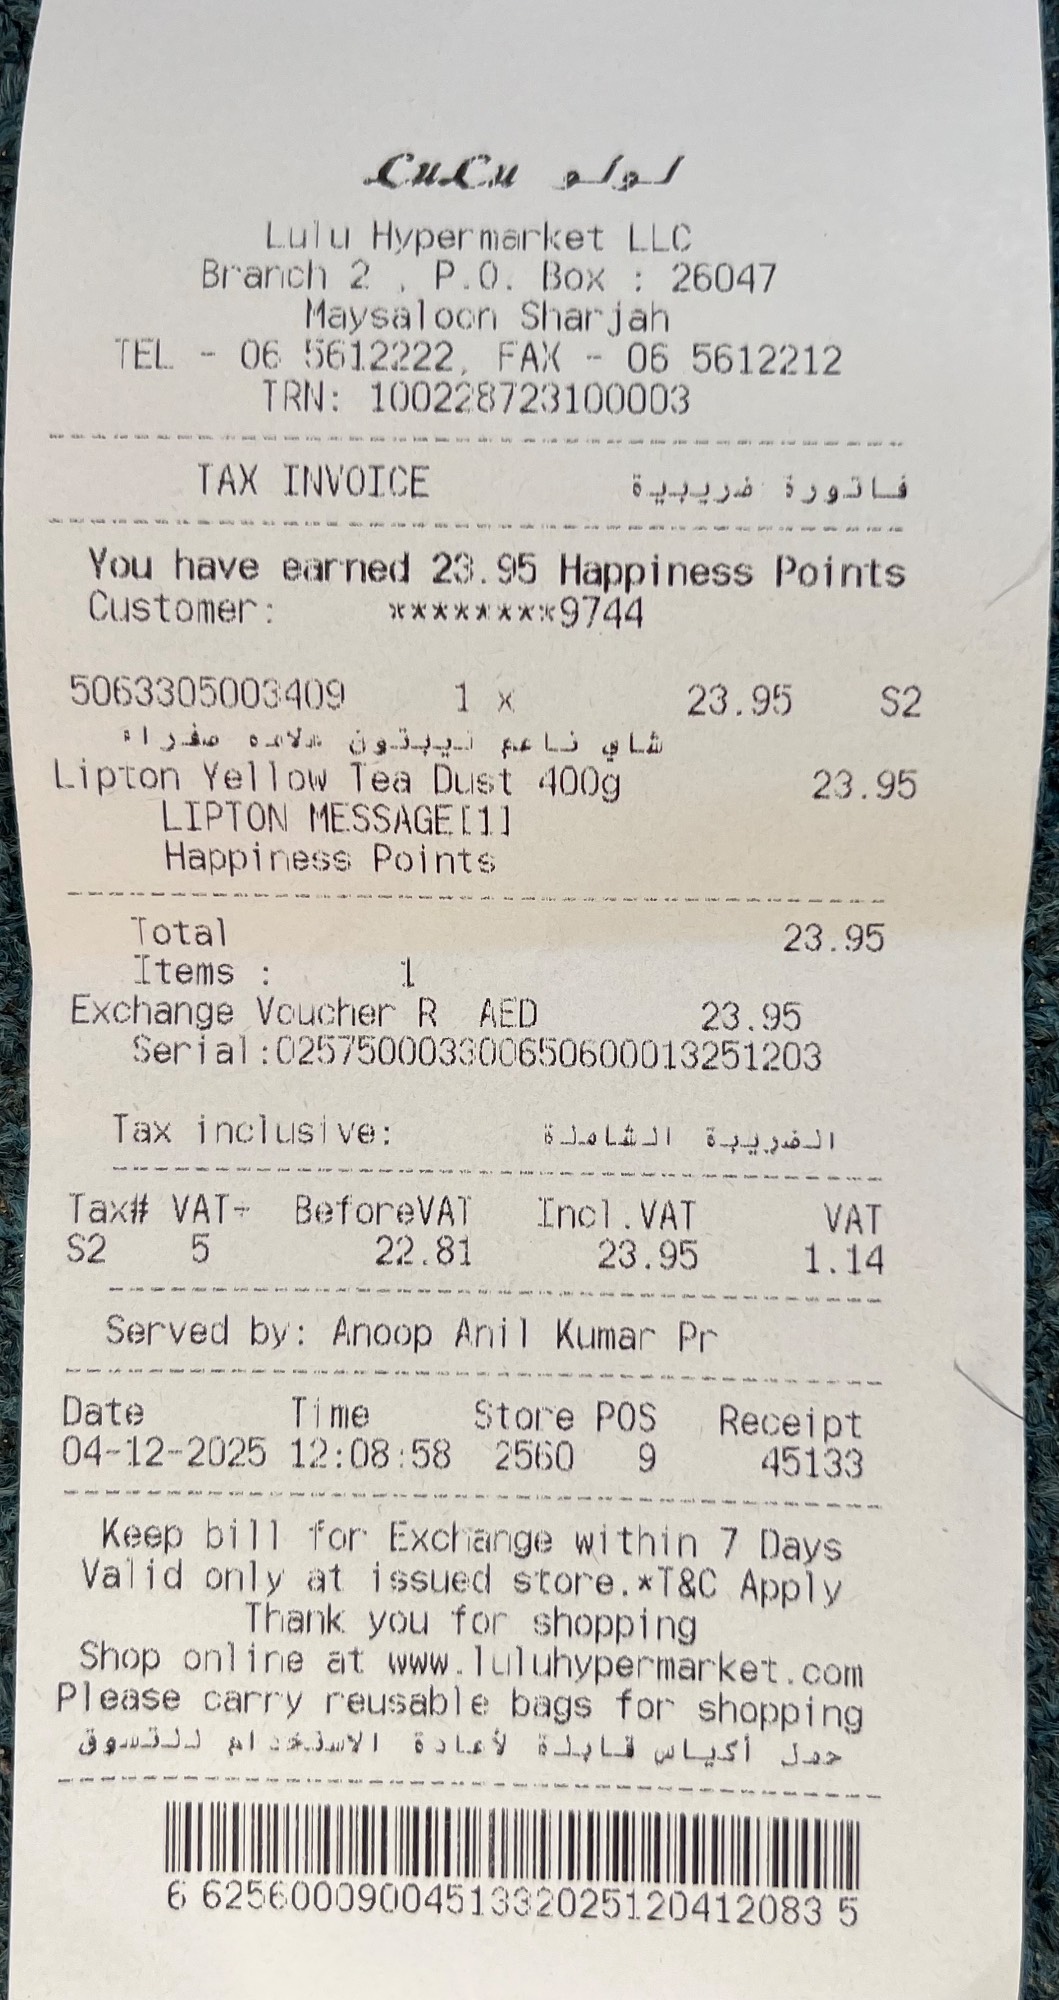 LuLu لولو
Lulu Hypermarket LLC
Branch 2 , P.O. Box : 26047
Maysaloon Sharjah
TEL - 06 5612222, FAX - 06 5612212
TRN: 100228723100003
TAX INVOICE فاتورة ضريبية
You have earned 23.95 Happiness Points
Customer: ********9744
5063305003409 1 x 23.95 S2
شاي ناعم ليبتون علامه صفراء
Lipton Yellow Tea Dust 400g 23.95
LIPTON MESSAGE[1]
Happiness Points
Total 23.95
Items : 1
Exchange Voucher R AED 23.95
Serial:025750003300650600013251203
Tax inclusive: الضريبة الشاملة
Tax# VAT÷ BeforeVAT Incl.VAT VAT
S2 5 22.81 23.95 1.14
Served by: Anoop Anil Kumar Pr
Date Time Store POS Receipt
04-12-2025 12:08:58 2560 9 45133
Keep bill for Exchange within 7 Days
Valid only at issued store.*T&C Apply
Thank you for shopping
Shop online at www.luluhypermarket.com
Please carry reusable bags for shopping
حمل أكياس قابلة لأعادة الاستخدام للتسوق
6 6256000900451332025120412083 5